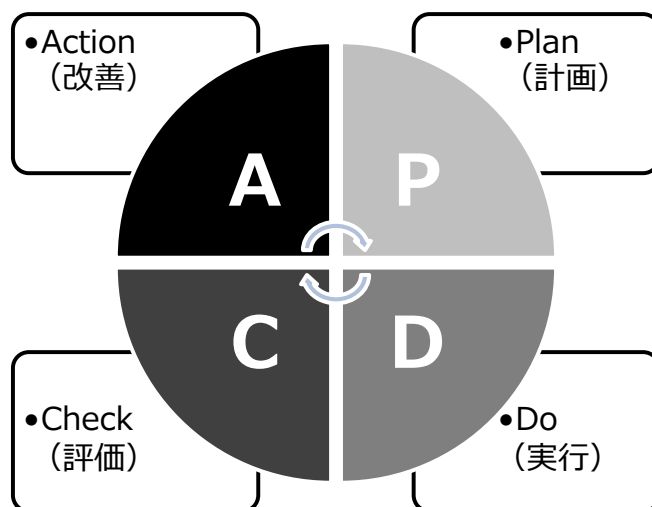 •Action
（改善）
•Plan
（計画）
A
P
C
D
•Check
（評価）
•Do
（実行）